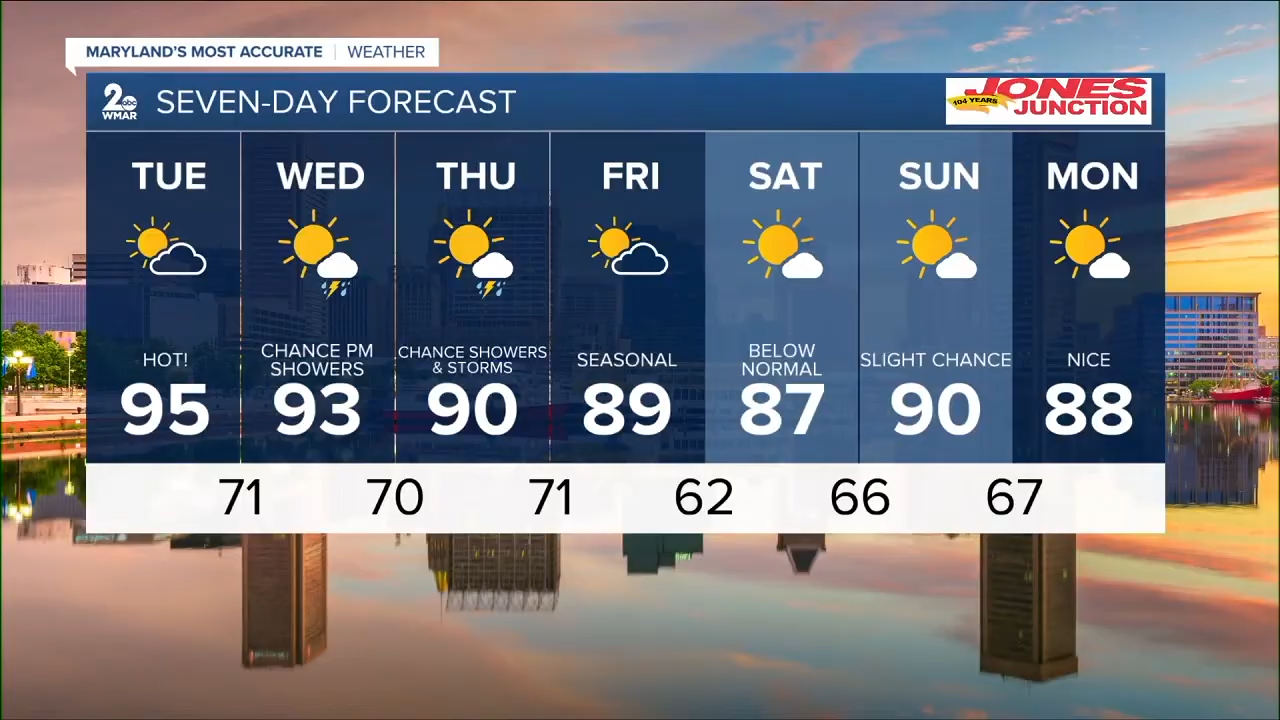 MARYLAND'S MOST ACCURATE | WEATHER
2 abc
WMAR
SEVEN-DAY FORECAST
JONES
104 YEARS
JUNCTION
TUE WED THU FRI SAT SUN MON
HOT!
95
CHANCE PM
SHOWERS
93
CHANCE SHOWERS
& STORMS
90
SEASONAL
89
BELOW
NORMAL
87
SLIGHT CHANCE
90
NICE
88
71 70 71 62 66 67